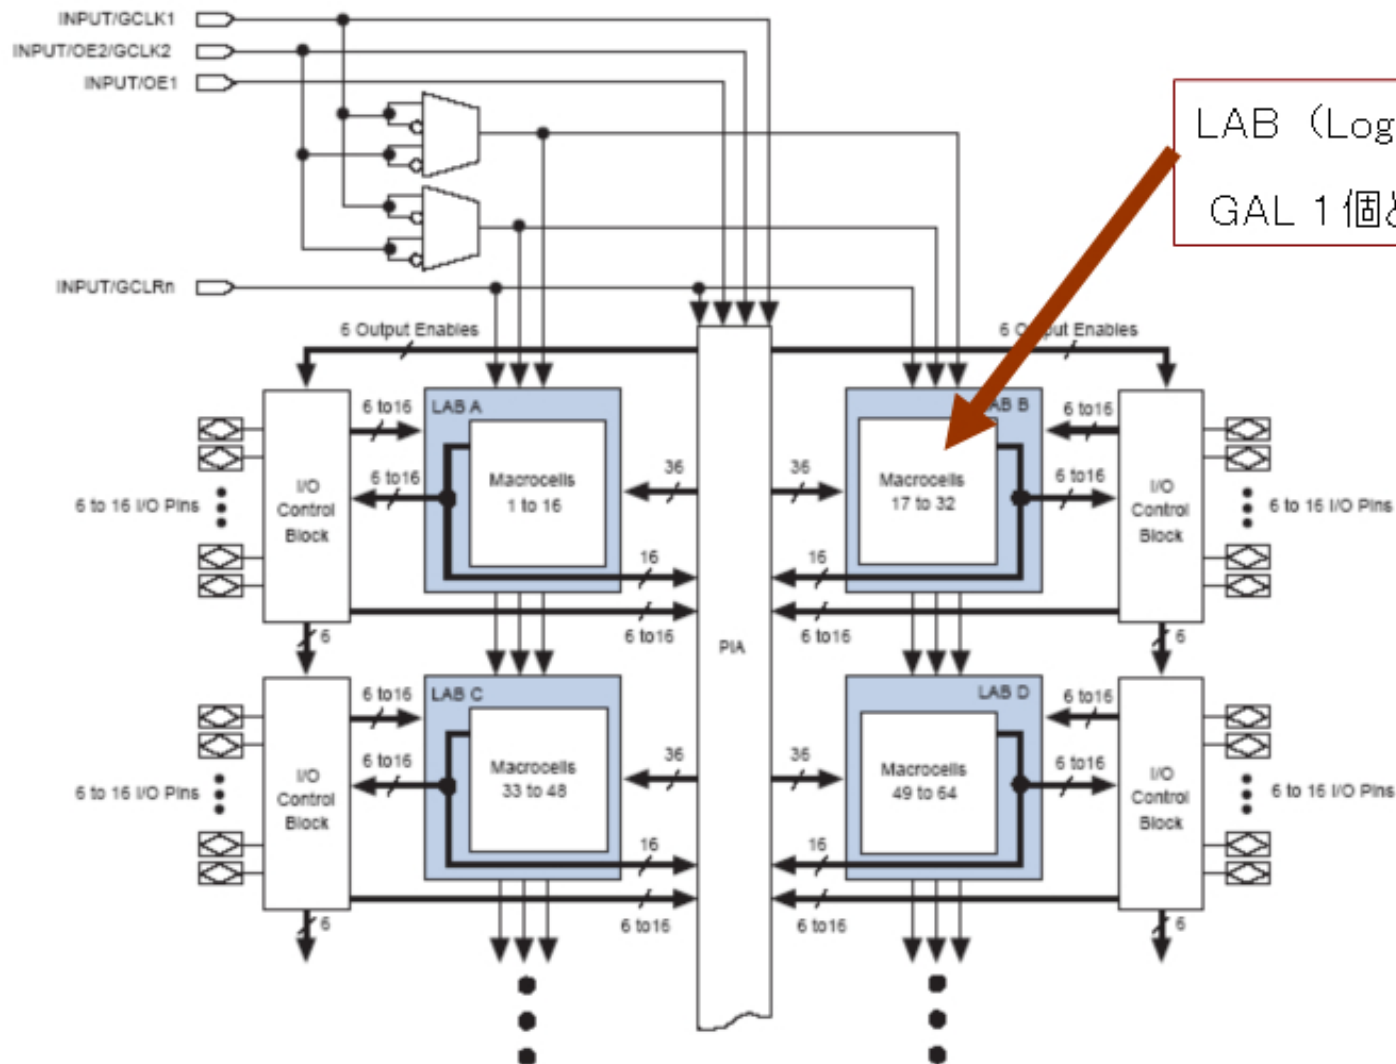 INPUT/GCLK1
INPUT/OE2/GCLK2
INPUT/OE1
LAB（Log
GAL 1個
INPUT/GCLRn
6 Output Enables
6 Output Enables
LAB A
AB B
6 to16
6 to16
6 to16
6 to16
I/O
Control
Block
Macrocells
1 to 16
36
36
Macrocells
17 to 32
I/O
Control
Block
6 to 16 I/O Pins
6 to 16 I/O Pins
16
16
6 to16
6 to16
6
6
PIA
LAB C
LAB D
6 to16
6 to16
6 to16
6 to16
I/O
Control
Block
Macrocells
33 to 48
36
36
Macrocells
49 to 64
I/O
Control
Block
6 to 16 I/O Pins
6 to 16 I/O Pins
16
16
6 to16
6 to16
6
6